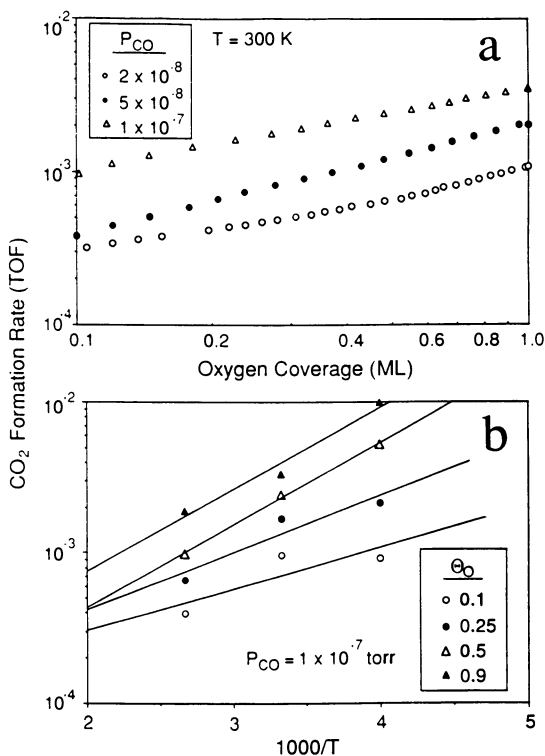 a
P_CO
T = 300 K
○ 2 x 10^-8
● 5 x 10^-8
△ 1 x 10^-7
10^-2
10^-3
10^-4
0.1 0.2 0.4 0.6 0.8 1.0
Oxygen Coverage (ML)
CO₂ Formation Rate (TOF)
b
10^-2
10^-3
10^-4
Θ_O
○ 0.1
● 0.25
△ 0.5
▲ 0.9
P_CO = 1 x 10^-7 torr
2 3 4 5
1000/T